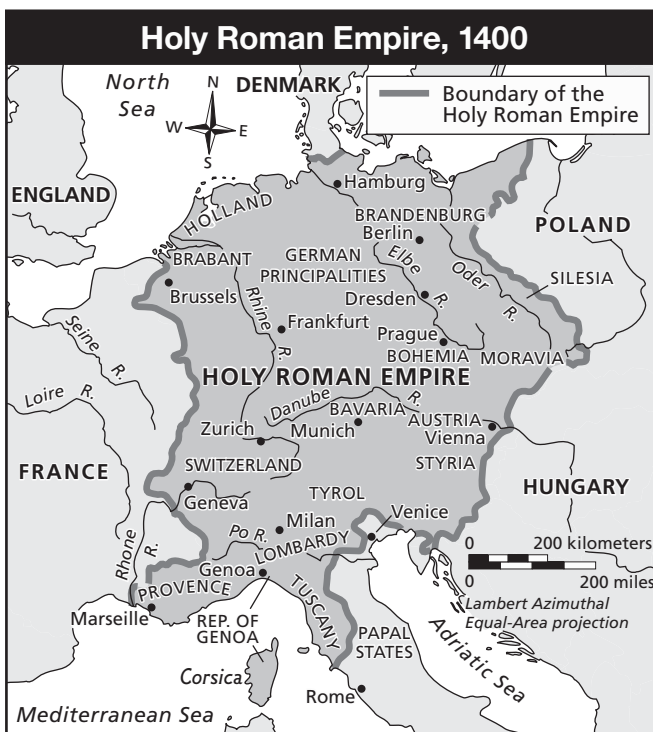 Holy Roman Empire, 1400
North
Sea
N
W
E
S
DENMARK
Boundary of the
Holy Roman Empire
ENGLAND
HOLLAND
Hamburg
BRANDENBURG
Berlin
POLAND
BRABANT
Brussels
GERMAN
PRINCIPALITIES
Elbe
R.
Oder
R.
SILESIA
Dresden
Rhine
R.
Frankfurt
Seine
R.
Prague
BOHEMIA
MORAVIA
HOLY ROMAN EMPIRE
Loire R.
Danube
R.
BAVARIA
Zurich
Munich
AUSTRIA
Vienna
FRANCE
SWITZERLAND
STYRIA
Geneva
TYROL
HUNGARY
Rhone
R.
Po R.
Milan
LOMBARDY
Venice
0 200 kilometers
0 200 miles
Lambert Azimuthal
Equal-Area projection
Genoa
PROVENCE
Marseille
REP. OF
GENOA
TUSCANY
PAPAL
STATES
Adriatic Sea
Corsica
Rome
Mediterranean Sea